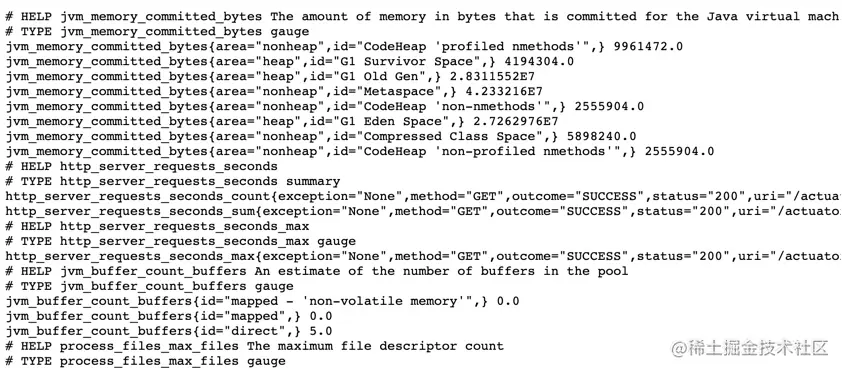 # HELP jvm_memory_committed_bytes The amount of memory in bytes that is committed for the Java virtual mach
# TYPE jvm_memory_committed_bytes gauge
jvm_memory_committed_bytes{area="nonheap",id="CodeHeap 'profiled nmethods'",} 9961472.0
jvm_memory_committed_bytes{area="heap",id="G1 Survivor Space",} 4194304.0
jvm_memory_committed_bytes{area="heap",id="G1 Old Gen",} 2.8311552E7
jvm_memory_committed_bytes{area="nonheap",id="Metaspace",} 4.233216E7
jvm_memory_committed_bytes{area="nonheap",id="CodeHeap 'non-nmethods'",} 2555904.0
jvm_memory_committed_bytes{area="heap",id="G1 Eden Space",} 2.7262976E7
jvm_memory_committed_bytes{area="nonheap",id="Compressed Class Space",} 5898240.0
jvm_memory_committed_bytes{area="nonheap",id="CodeHeap 'non-profiled nmethods'",} 2555904.0
# HELP http_server_requests_seconds
# TYPE http_server_requests_seconds summary
http_server_requests_seconds_count{exception="None",method="GET",outcome="SUCCESS",status="200",uri="/actua
http_server_requests_seconds_sum{exception="None",method="GET",outcome="SUCCESS",status="200",uri="/actuato
# HELP http_server_requests_seconds_max
# TYPE http_server_requests_seconds_max gauge
http_server_requests_seconds_max{exception="None",method="GET",outcome="SUCCESS",status="200",uri="/actuato
# HELP jvm_buffer_count_buffers An estimate of the number of buffers in the pool
# TYPE jvm_buffer_count_buffers gauge
jvm_buffer_count_buffers{id="mapped - 'non-volatile memory'",} 0.0
jvm_buffer_count_buffers{id="mapped",} 0.0
jvm_buffer_count_buffers{id="direct",} 5.0
# HELP process_files_max_files The maximum file descriptor count
# TYPE process_files_max_files gauge
@稀土掘金技术社区